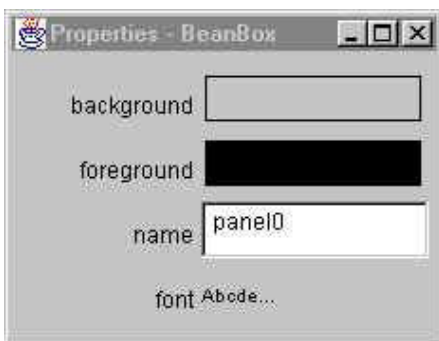 Properties - BeanBox
background
foreground
name panel0
font Abcde...